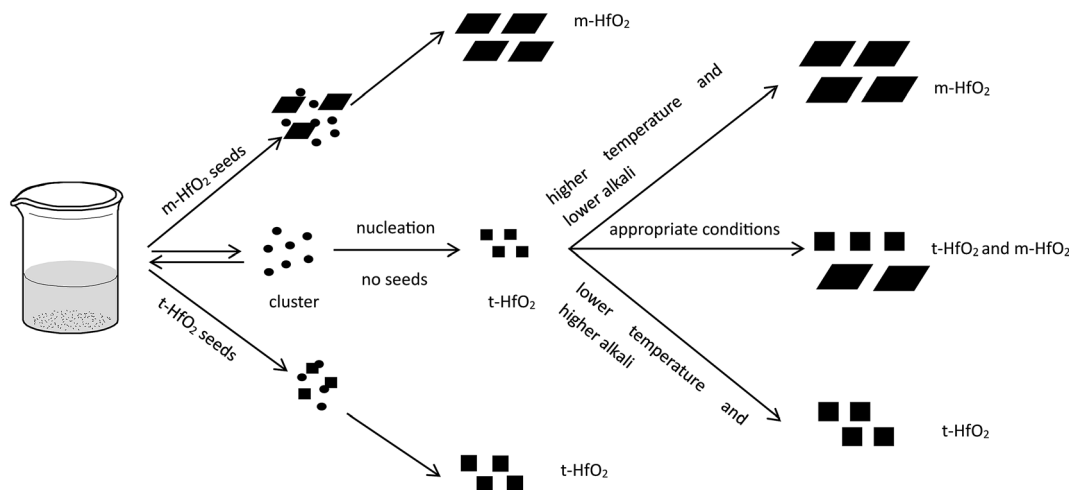 m-HfO₂
m-HfO₂ seeds
higher temperature and
lower alkali
m-HfO₂
nucleation
no seeds
cluster
t-HfO₂
appropriate conditions
t-HfO₂ and m-HfO₂
t-HfO₂ seeds
lower temperature and
higher alkali
t-HfO₂
t-HfO₂